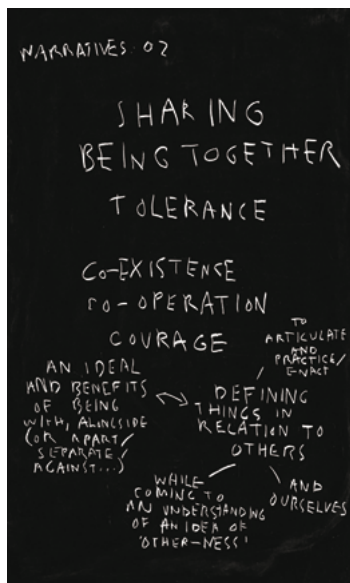 NARRATIVES: 02
SHARING
BEING TOGETHER
TOLERANCE
CO-EXISTENCE
CO-OPERATION
COURAGE
TO
ARTICULATE
AND
PRACTICE/
ENACT
AN IDEAL
AND BENEFITS
OF BEING
WITH, ALONGSIDE
(OR APART/
SEPARATE/
AGAINST...)
DEFINING
THINGS IN
RELATION TO
OTHERS
WHILE
COMING TO
AN UNDERSTANDING
OF AN IDEA OF
'OTHER-NESS'
AND
OURSELVES